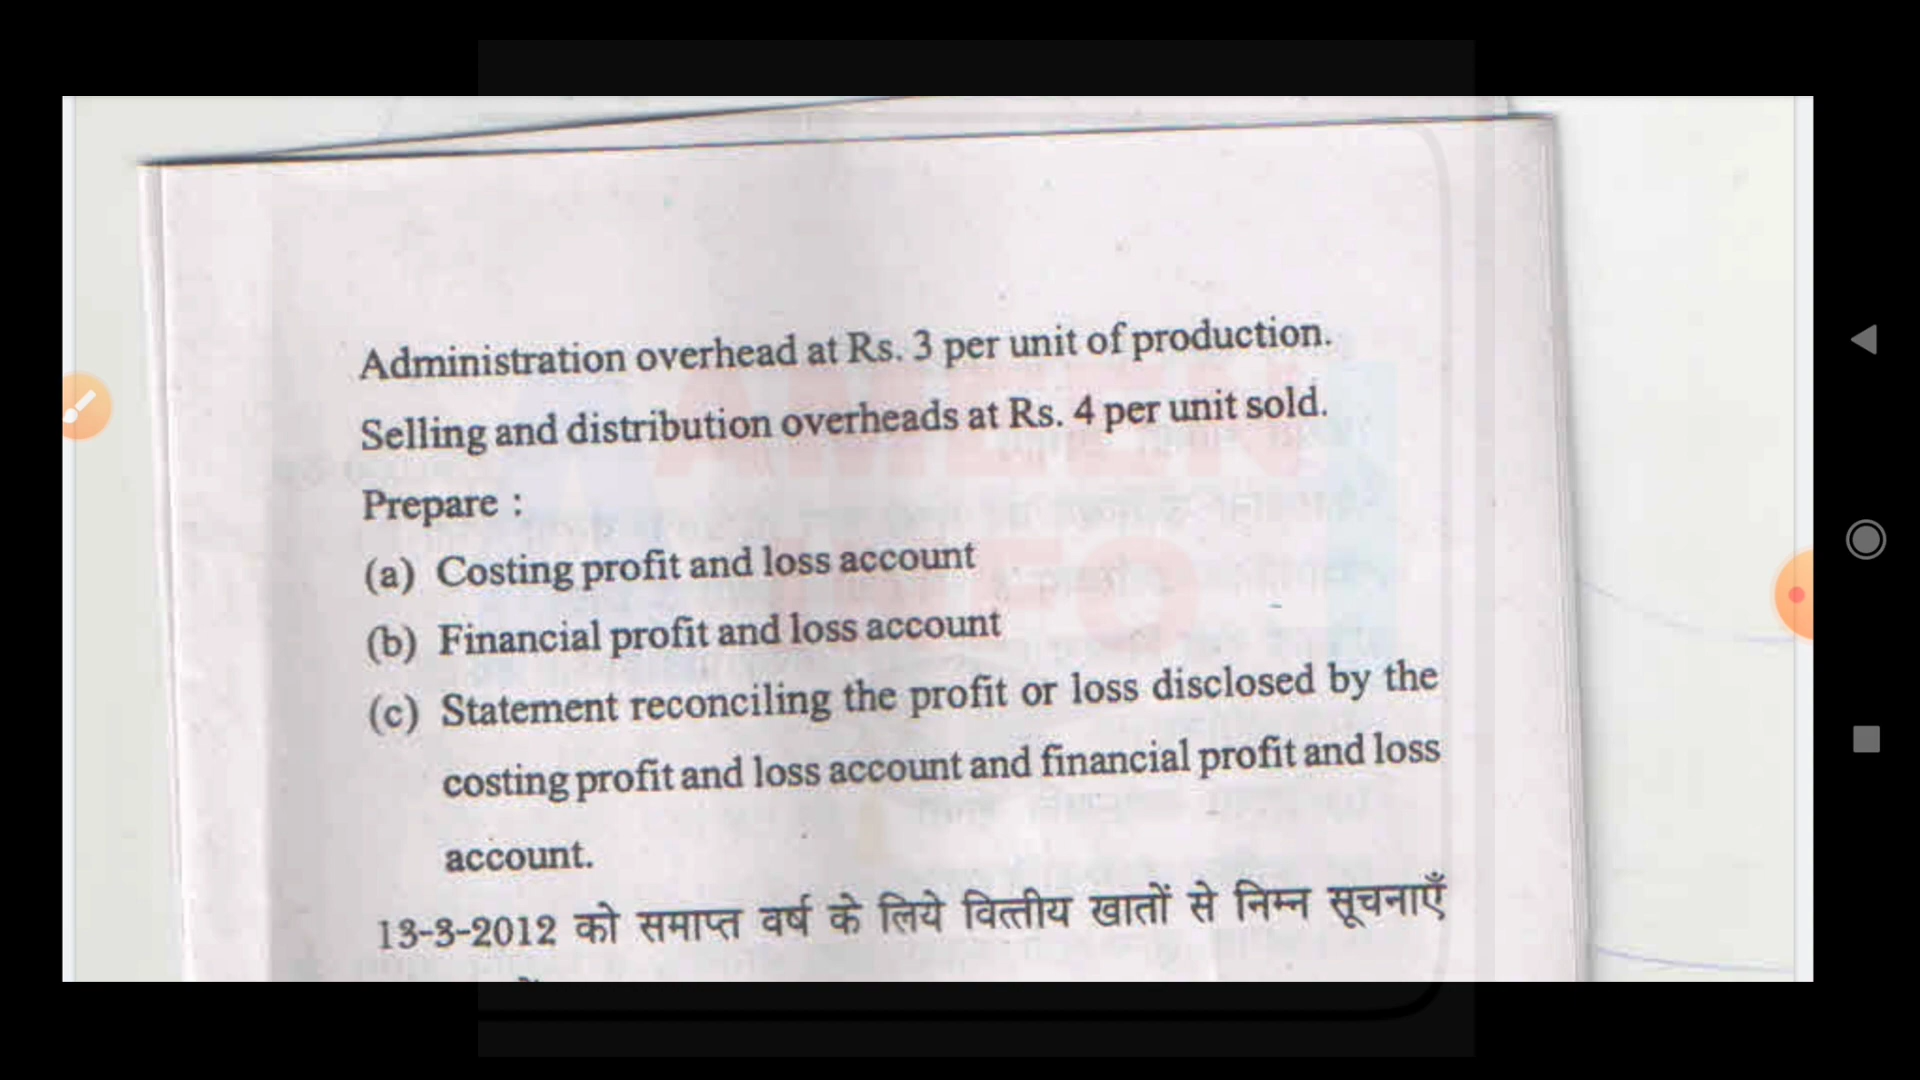 Administration overhead at Rs. 3 per unit of production.
Selling and distribution overheads at Rs. 4 per unit sold.
Prepare :
(a) Costing profit and loss account
(b) Financial profit and loss account
(c) Statement reconciling the profit or loss disclosed by the
costing profit and loss account and financial profit and loss
account.
13-3-2012 को समाप्त वर्ष के लिये वित्तीय खातों से निम्न सूचनाएँ
AMEEN
INFO